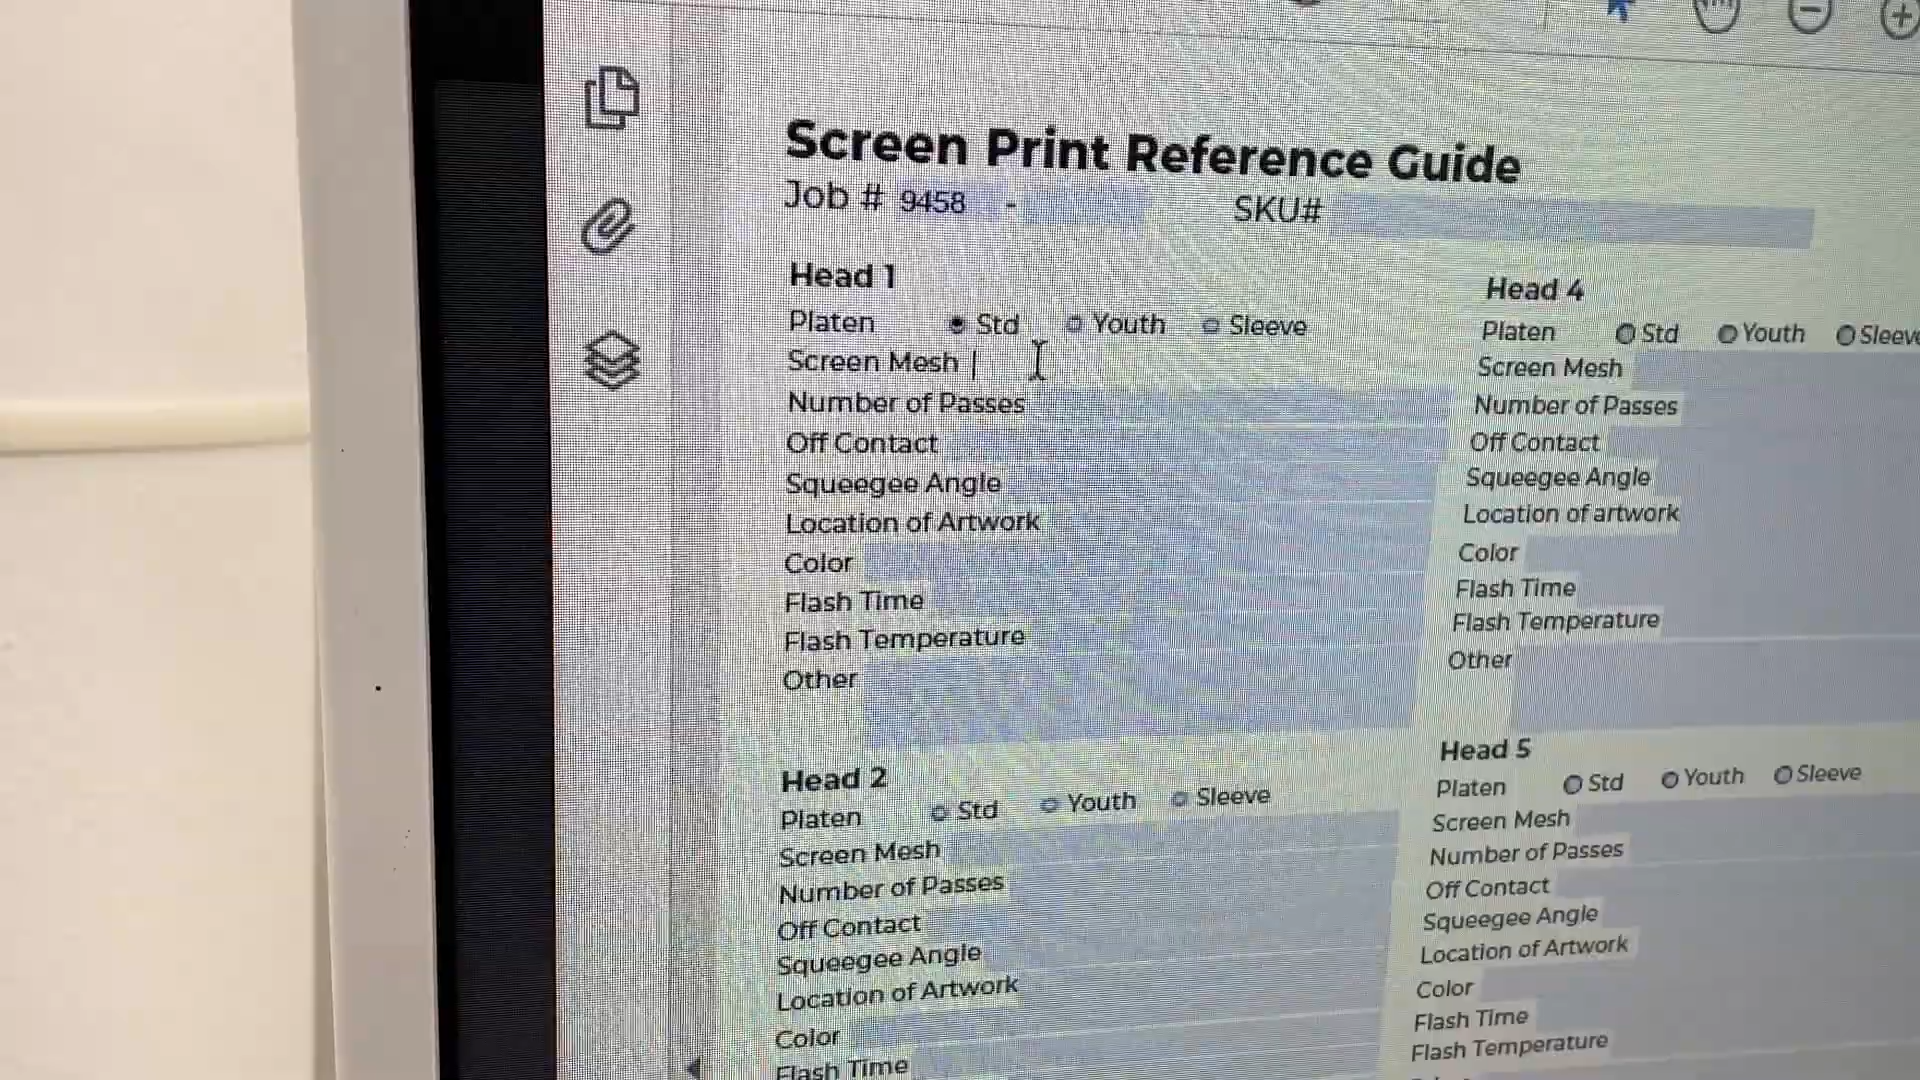 Screen Print Reference Guide
Job # 9458 - SKU#
Head 1
Platen Std Youth Sleeve
Screen Mesh
Number of Passes
Off Contact
Squeegee Angle
Location of Artwork
Color
Flash Time
Flash Temperature
Other
Head 2
Platen Std Youth Sleeve
Screen Mesh
Number of Passes
Off Contact
Squeegee Angle
Location of Artwork
Color
Flash Time
Head 4
Platen Std Youth Sleeve
Screen Mesh
Number of Passes
Off Contact
Squeegee Angle
Location of artwork
Color
Flash Time
Flash Temperature
Other
Head 5
Platen Std Youth Sleeve
Screen Mesh
Number of Passes
Off Contact
Squeegee Angle
Location of Artwork
Color
Flash Time
Flash Temperature